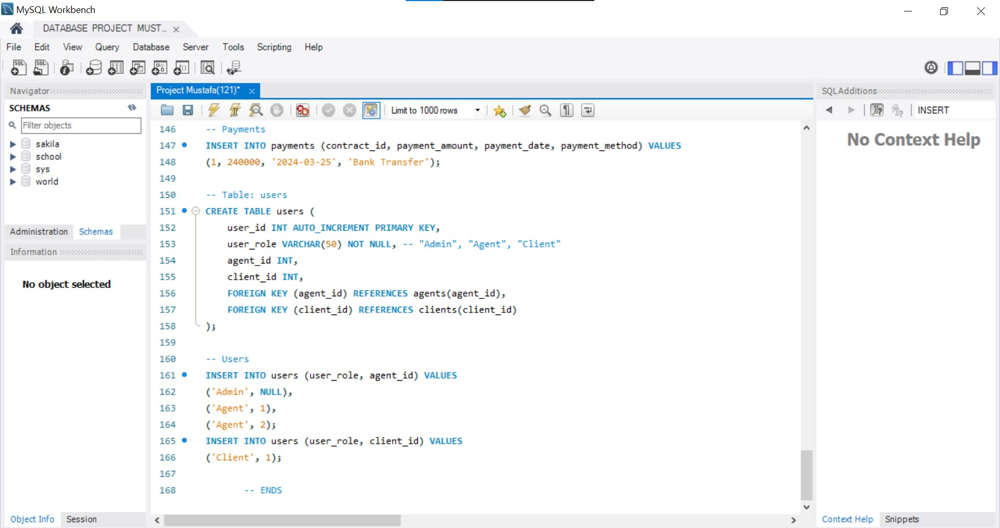 MySQL Workbench
DATABASE PROJECT MUST...
File Edit View Query Database Server Tools Scripting Help
Navigator
SCHEMAS
Filter objects
sakila
school
sys
world
Administration Schemas
Information
No object selected
Object Info Session
Project Mustafa(121)*
Limit to 1000 rows
146 -- Payments
147 INSERT INTO payments (contract_id, payment_amount, payment_date, payment_method) VALUES
148 (1, 240000, '2024-03-25', 'Bank Transfer');
149
150 -- Table: users
151 CREATE TABLE users (
152 user_id INT AUTO_INCREMENT PRIMARY KEY,
153 user_role VARCHAR(50) NOT NULL, -- "Admin", "Agent", "Client"
154 agent_id INT,
155 client_id INT,
156 FOREIGN KEY (agent_id) REFERENCES agents(agent_id),
157 FOREIGN KEY (client_id) REFERENCES clients(client_id)
158 );
159
160 -- Users
161 INSERT INTO users (user_role, agent_id) VALUES
162 ('Admin', NULL),
163 ('Agent', 1),
164 ('Agent', 2);
165 INSERT INTO users (user_role, client_id) VALUES
166 ('Client', 1);
167
168 -- ENDS
SQLAdditions
INSERT
No Context Help
Context Help Snippets